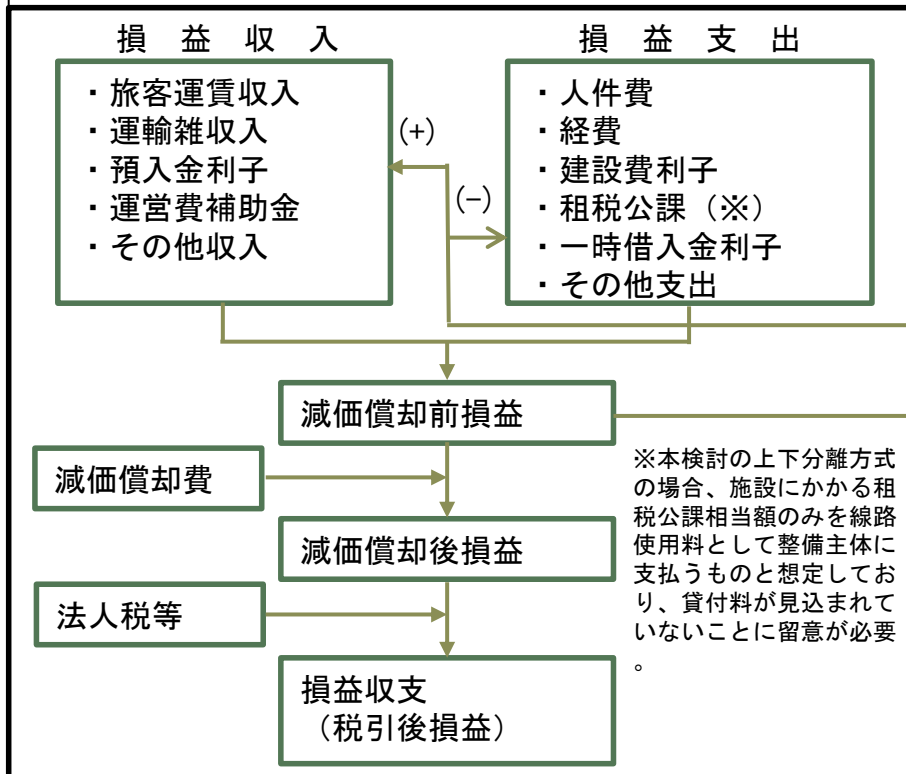 損益収入
・旅客運賃収入
・運輸雑収入
・預入金利子
・運営費補助金
・その他収入
(+)
(−)
損益支出
・人件費
・経費
・建設費利子
・租税公課（※）
・一時借入金利子
・その他支出
減価償却前損益
減価償却費
減価償却後損益
法人税等
損益収支
（税引後損益）
※本検討の上下分離方式
の場合、施設にかかる租
税公課相当額のみを線路
使用料として整備主体に
支払うものと想定してお
り、貸付料が見込まれて
いないことに留意が必要
。